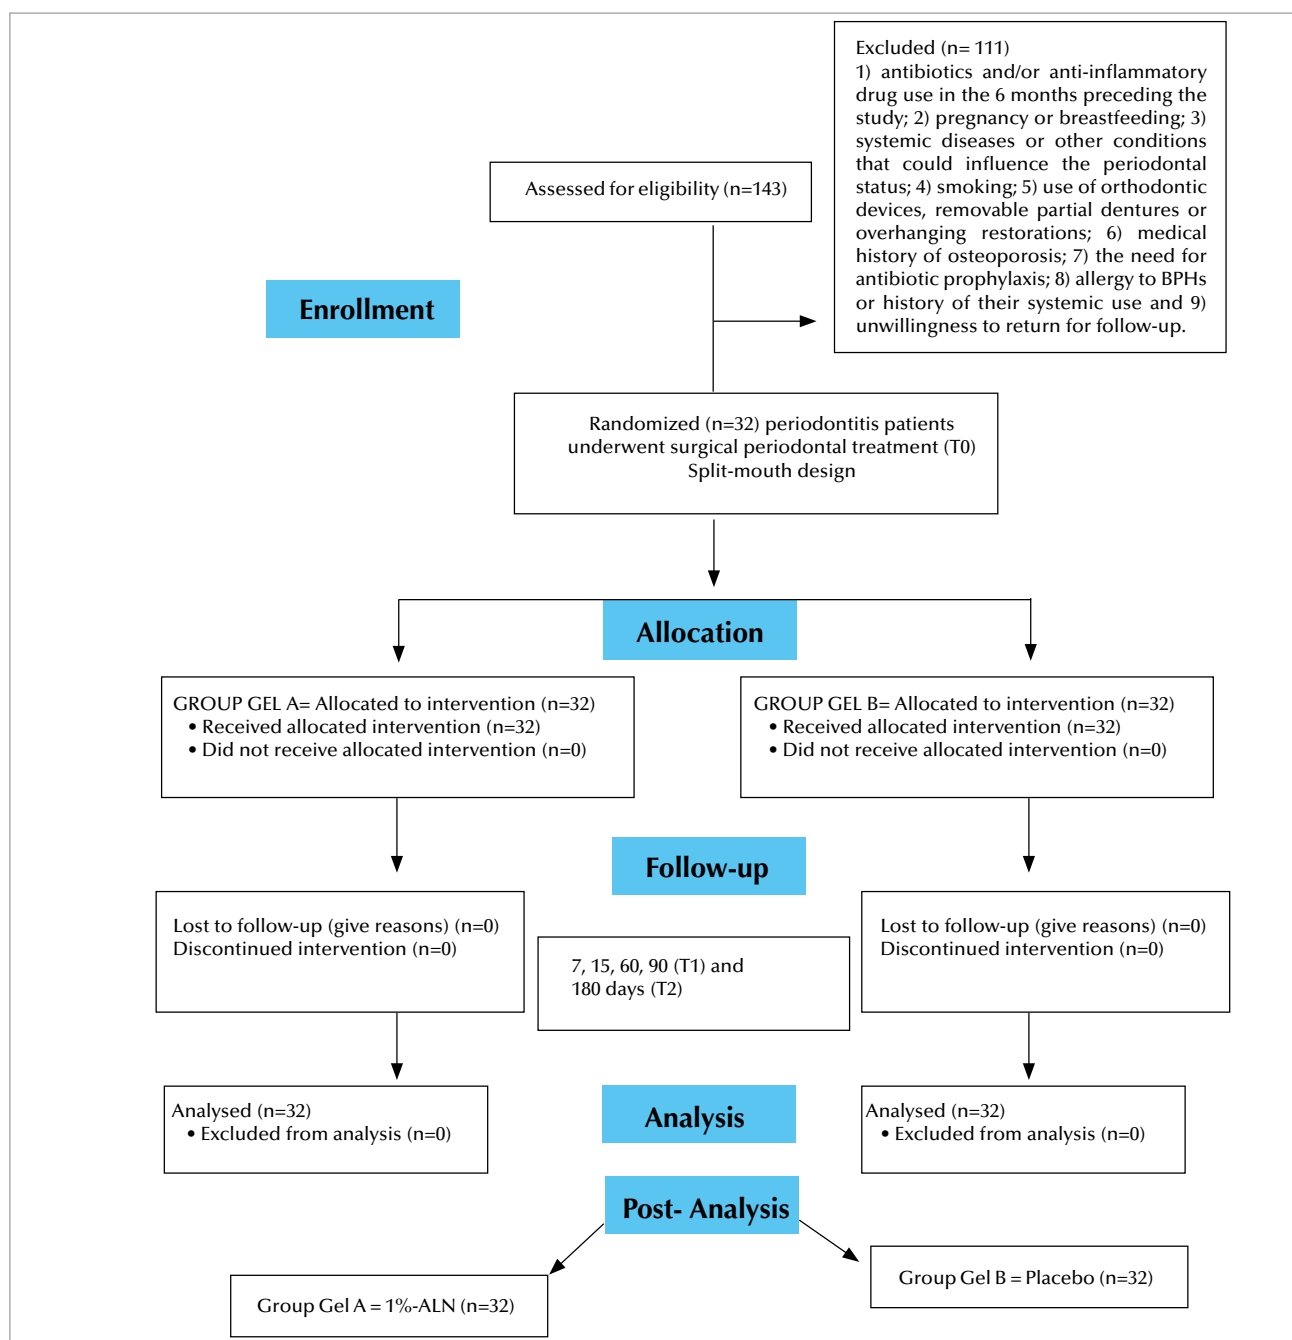 Excluded (n= 111)
1) antibiotics and/or anti-inflammatory
drug use in the 6 months preceding the
study; 2) pregnancy or breastfeeding; 3)
systemic diseases or other conditions
that could influence the periodontal
status; 4) smoking; 5) use of orthodontic
devices, removable partial dentures or
overhanging restorations; 6) medical
history of osteoporosis; 7) the need for
antibiotic prophylaxis; 8) allergy to BPHs
or history of their systemic use and 9)
unwillingness to return for follow-up.
Assessed for eligibility (n=143)
Enrollment
Randomized (n=32) periodontitis patients
underwent surgical periodontal treatment (T0)
Split-mouth design
Allocation
GROUP GEL A= Allocated to intervention (n=32)
• Received allocated intervention (n=32)
• Did not receive allocated intervention (n=0)
GROUP GEL B= Allocated to intervention (n=32)
• Received allocated intervention (n=32)
• Did not receive allocated intervention (n=0)
Follow-up
Lost to follow-up (give reasons) (n=0)
Discontinued intervention (n=0)
7, 15, 60, 90 (T1) and
180 days (T2)
Lost to follow-up (give reasons) (n=0)
Discontinued intervention (n=0)
Analysis
Analysed (n=32)
• Excluded from analysis (n=0)
Analysed (n=32)
• Excluded from analysis (n=0)
Post- Analysis
Group Gel A = 1%-ALN (n=32)
Group Gel B = Placebo (n=32)